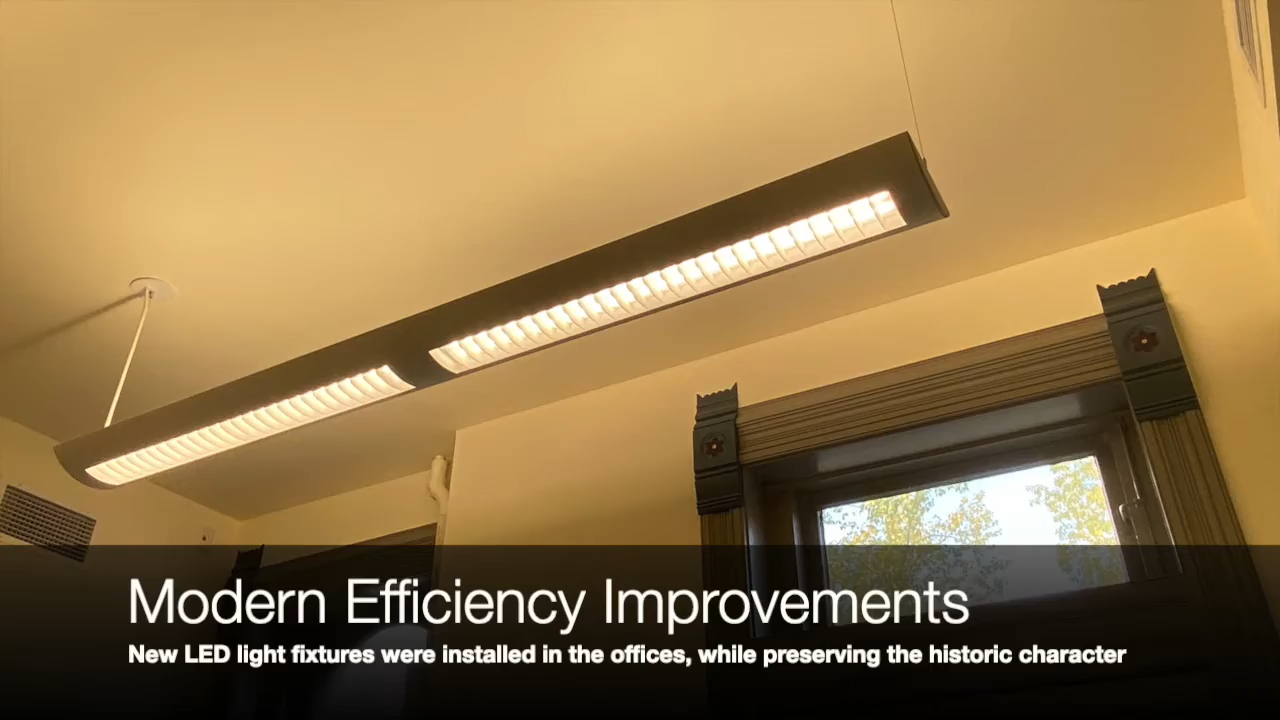 Modern Efficiency Improvements
New LED light fixtures were installed in the offices, while preserving the historic character